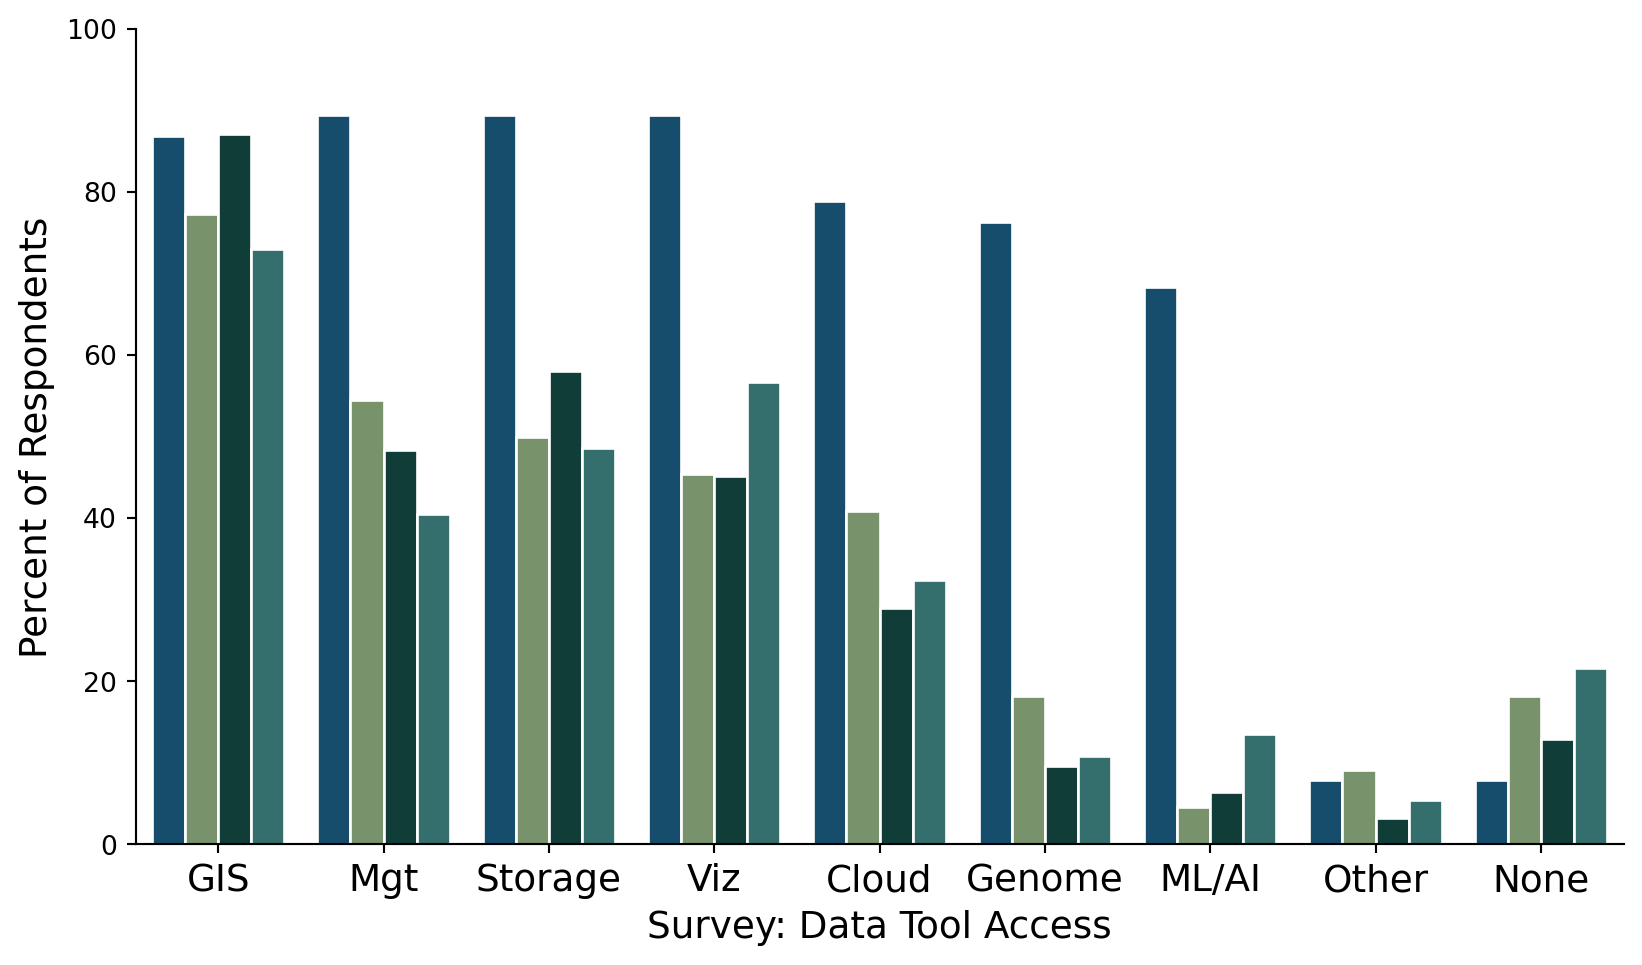 100
80
60
40
20
0
Percent of Respondents
GIS Mgt Storage Viz Cloud Genome ML/AI Other None
Survey: Data Tool Access